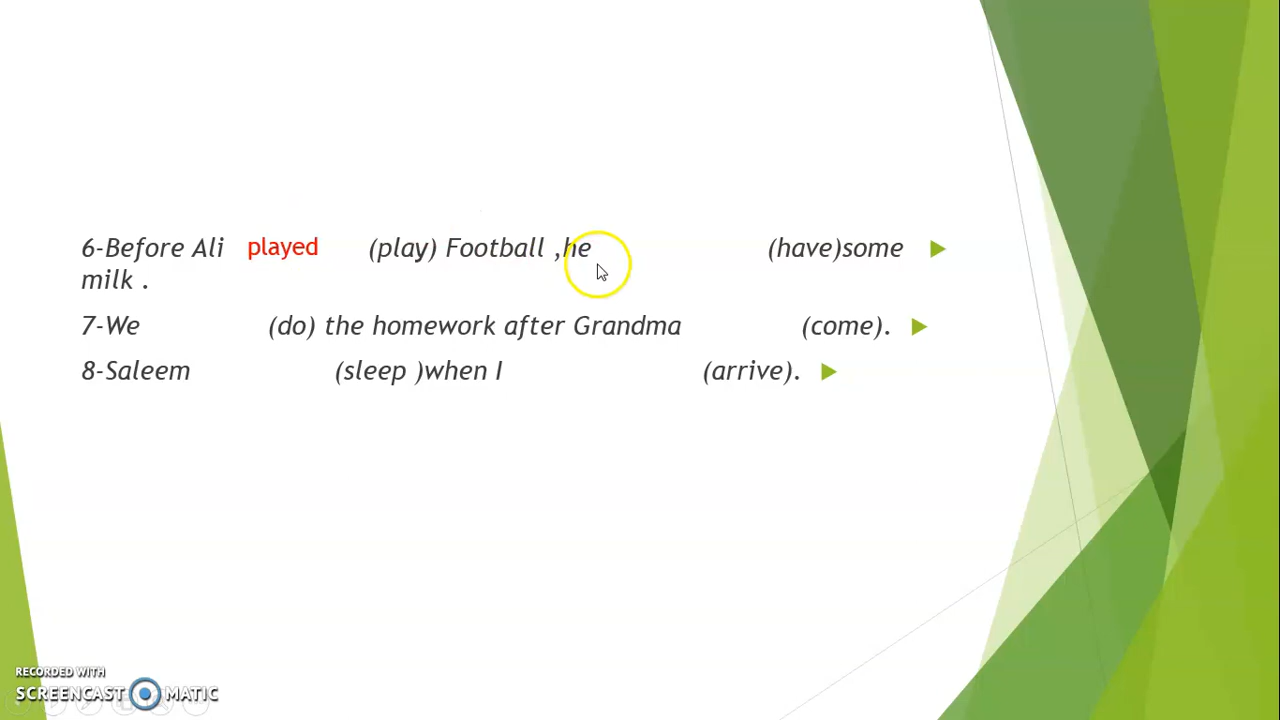 6-Before Ali played (play) Football ,he (have)some
milk .
7-We (do) the homework after Grandma (come).
8-Saleem (sleep )when I (arrive).
RECORDED WITH
SCREENCAST MATIC